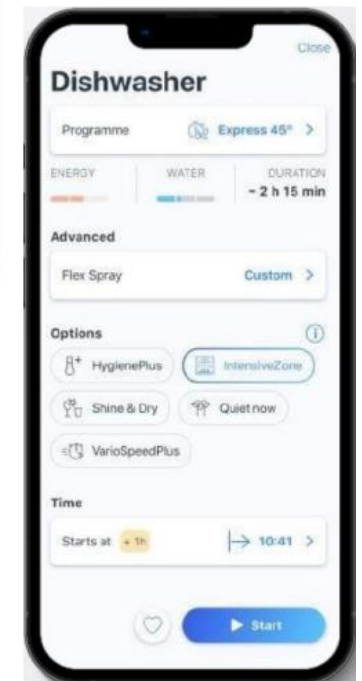 Close
Dishwasher
Programme Express 45° >
ENERGY WATER DURATION
~ 2 h 15 min
Advanced
Flex Spray Custom >
Options
HygienePlus IntensiveZone
Shine & Dry Quiet now
VarioSpeedPlus
Time
Starts at + 1h 10:41 >
Start